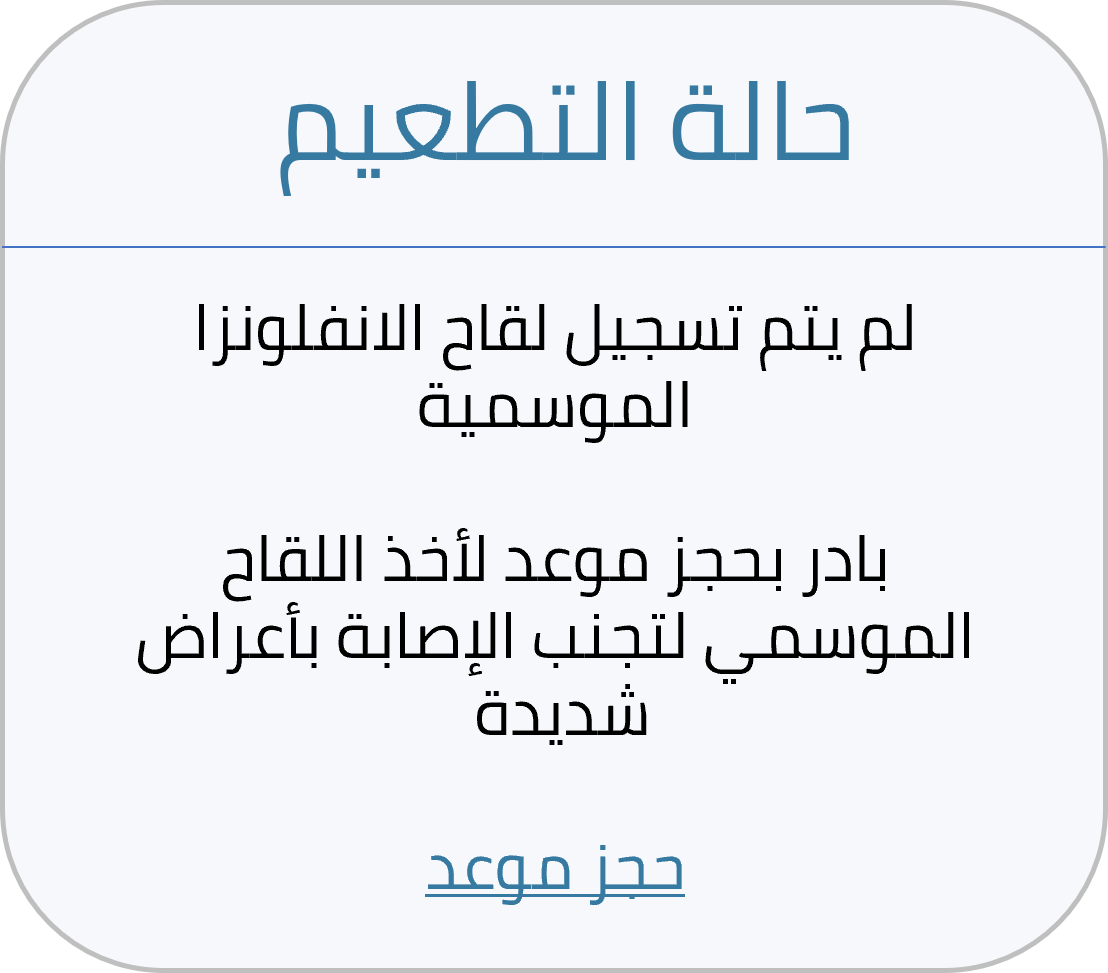 حالة التطعيم
لم يتم تسجيل لقاح الانفلونزا
الموسمية
بادر بحجز موعد لأخذ اللقاح
الموسمي لتجنب الإصابة بأعراض
شديدة
حجز موعد